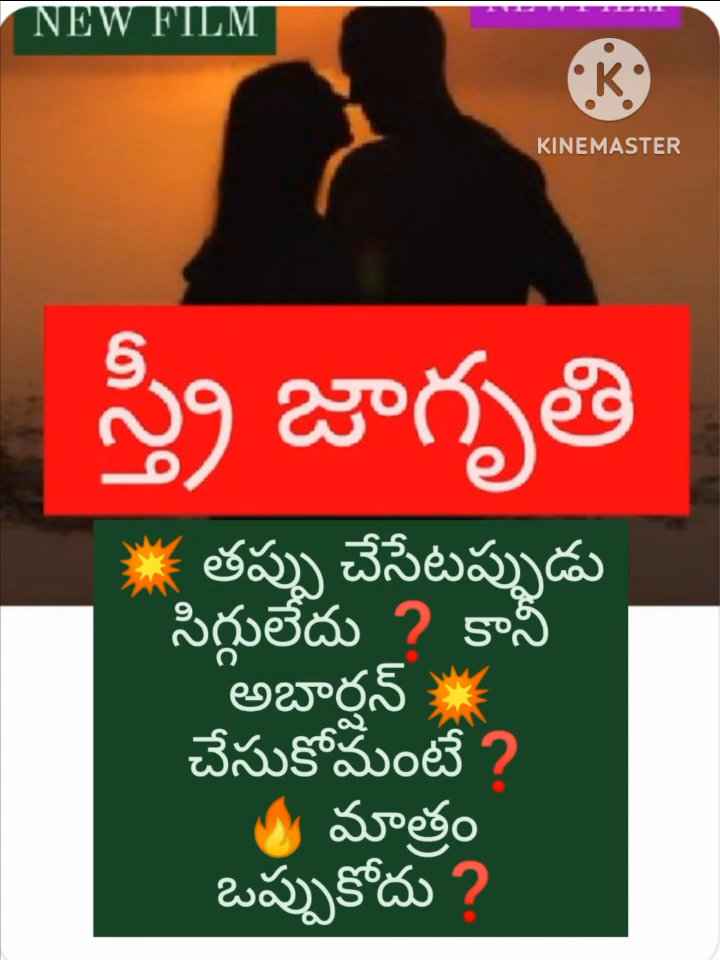 NEW FILM
KINEMASTER
స్త్రీ జాగృతి
💥 తప్పు చేసేటప్పుడు
సిగ్గులేదు ❓ కానీ
అబార్షన్ 💥
చేసుకోమంటే❓
🔥 మాత్రం
ఒప్పుకోదు❓